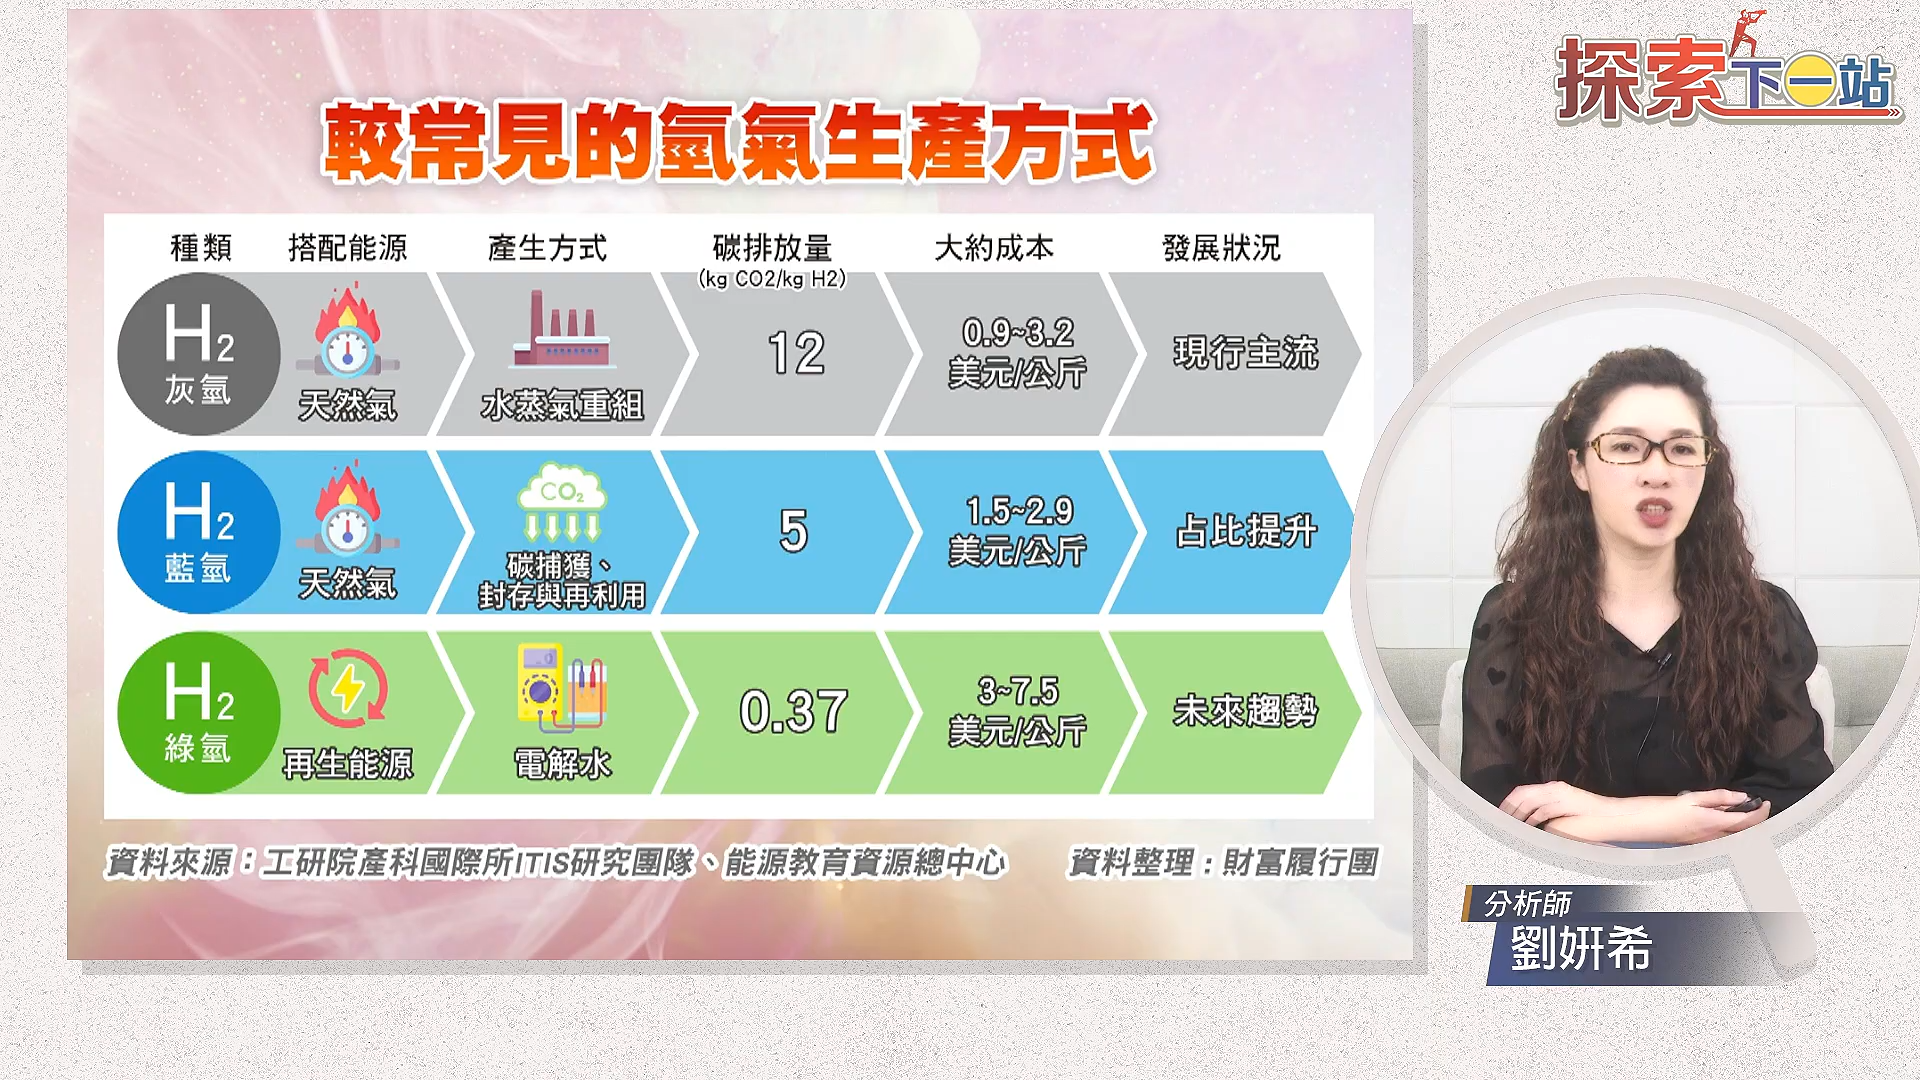 探索下一站
較常見的氫氣生產方式
種類 搭配能源 產生方式 碳排放量 大約成本 發展狀況
(kg CO2/kg H2)
H2
灰氫
天然氣
水蒸氣重組
12
0.9~3.2
美元/公斤
現行主流
H2
藍氫
天然氣
CO2
碳捕獲、
封存與再利用
5
1.5~2.9
美元/公斤
占比提升
H2
綠氫
再生能源
電解水
0.37
3~7.5
美元/公斤
未來趨勢
資料來源：工研院產科國際所ITIS研究團隊、能源教育資源總中心 資料整理：財富履行團
分析師
劉妍希